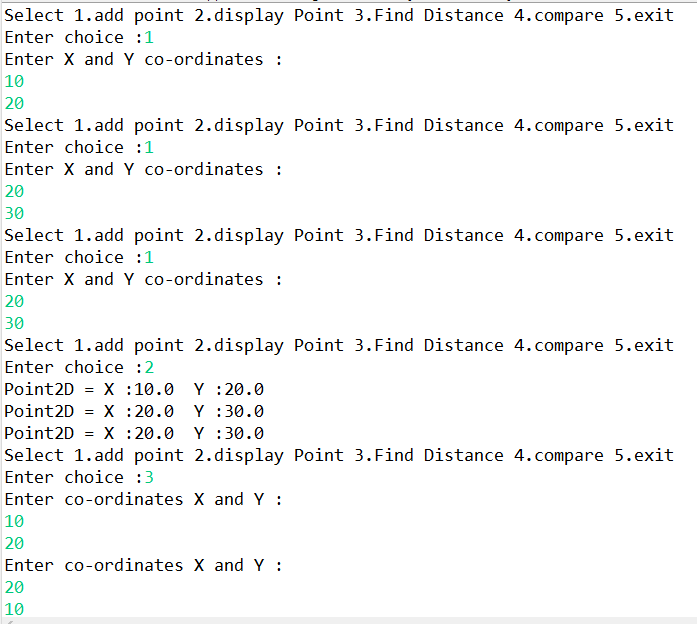 Select 1.add point 2.display Point 3.Find Distance 4.compare 5.exit
Enter choice :1
Enter X and Y co-ordinates :
10
20
Select 1.add point 2.display Point 3.Find Distance 4.compare 5.exit
Enter choice :1
Enter X and Y co-ordinates :
20
30
Select 1.add point 2.display Point 3.Find Distance 4.compare 5.exit
Enter choice :1
Enter X and Y co-ordinates :
20
30
Select 1.add point 2.display Point 3.Find Distance 4.compare 5.exit
Enter choice :2
Point2D = X :10.0  Y :20.0
Point2D = X :20.0  Y :30.0
Point2D = X :20.0  Y :30.0
Select 1.add point 2.display Point 3.Find Distance 4.compare 5.exit
Enter choice :3
Enter co-ordinates X and Y :
10
20
Enter co-ordinates X and Y :
20
10